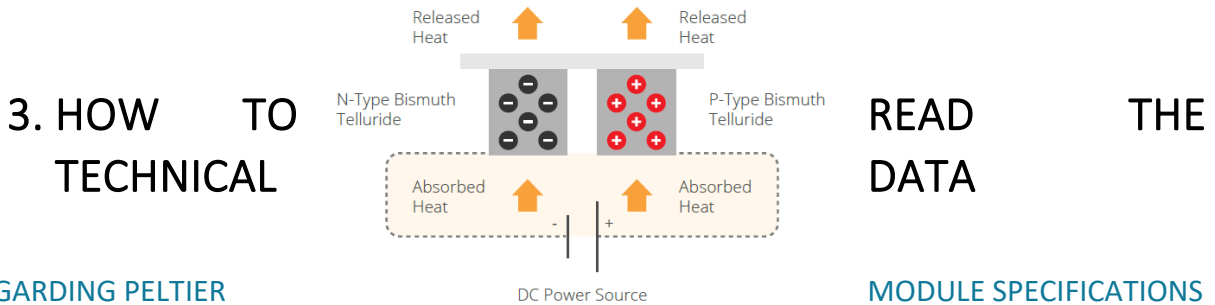 Released Heat
Released Heat
3. HOW TO READ THE
TECHNICAL DATA
N-Type Bismuth Telluride
P-Type Bismuth Telluride
Absorbed Heat
Absorbed Heat
- +
DC Power Source
GARDING PELTIER MODULE SPECIFICATIONS